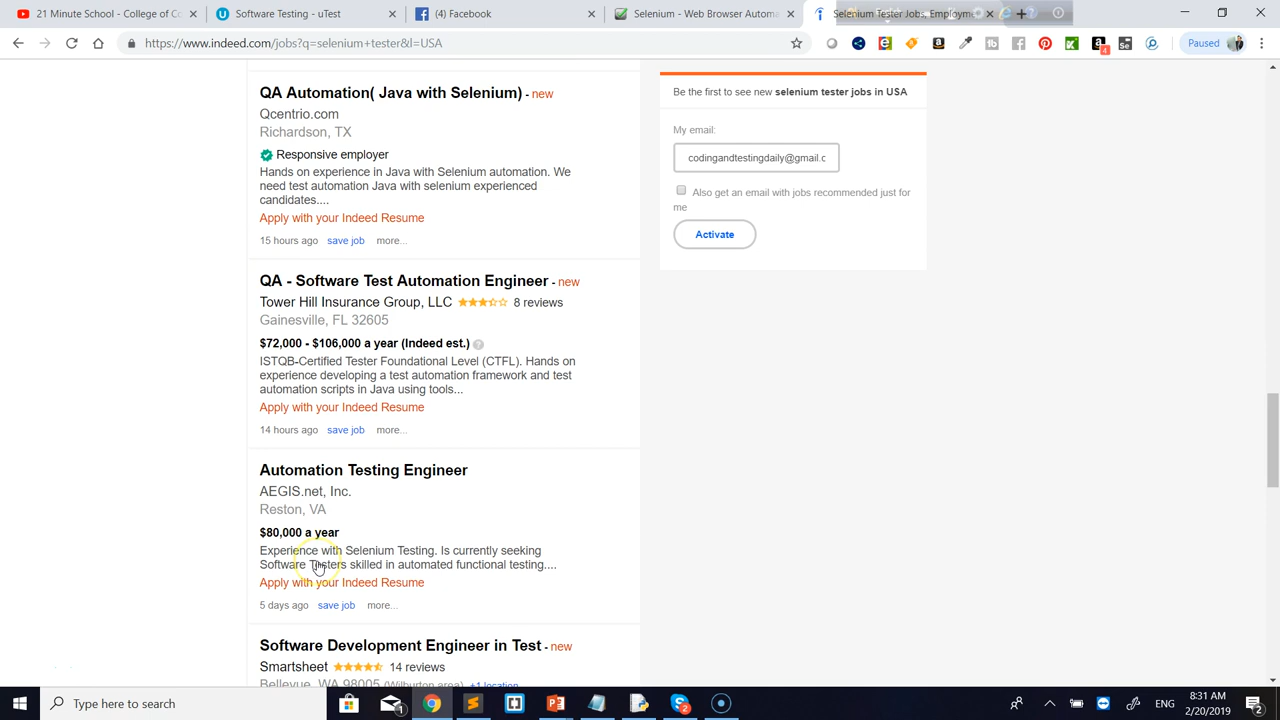 21 Minute School - College of Co
Software Testing - uTest
(4) Facebook
Selenium - Web Browser Automa
Selenium Tester Jobs, Employme
https://www.indeed.com/jobs?q=selenium+tester&l=USA
Paused
QA Automation( Java with Selenium) - new
Qcentrio.com
Richardson, TX
Responsive employer
Hands on experience in Java with Selenium automation. We
need test automation Java with selenium experienced
candidates....
Apply with your Indeed Resume
15 hours ago save job more...
QA - Software Test Automation Engineer - new
Tower Hill Insurance Group, LLC 8 reviews
Gainesville, FL 32605
$72,000 - $106,000 a year (Indeed est.) ?
ISTQB-Certified Tester Foundational Level (CTFL). Hands on
experience developing a test automation framework and test
automation scripts in Java using tools...
Apply with your Indeed Resume
14 hours ago save job more...
Automation Testing Engineer
AEGIS.net, Inc.
Reston, VA
$80,000 a year
Experience with Selenium Testing. Is currently seeking
Software Testers skilled in automated functional testing....
Apply with your Indeed Resume
5 days ago save job more...
Software Development Engineer in Test - new
Smartsheet 14 reviews
Bellevue, WA 98005 (Wilburton area) +1 location
Be the first to see new selenium tester jobs in USA
My email:
codingandtestingdaily@gmail.c
Also get an email with jobs recommended just for
me
Activate
Type here to search
ENG
8:31 AM
2/20/2019